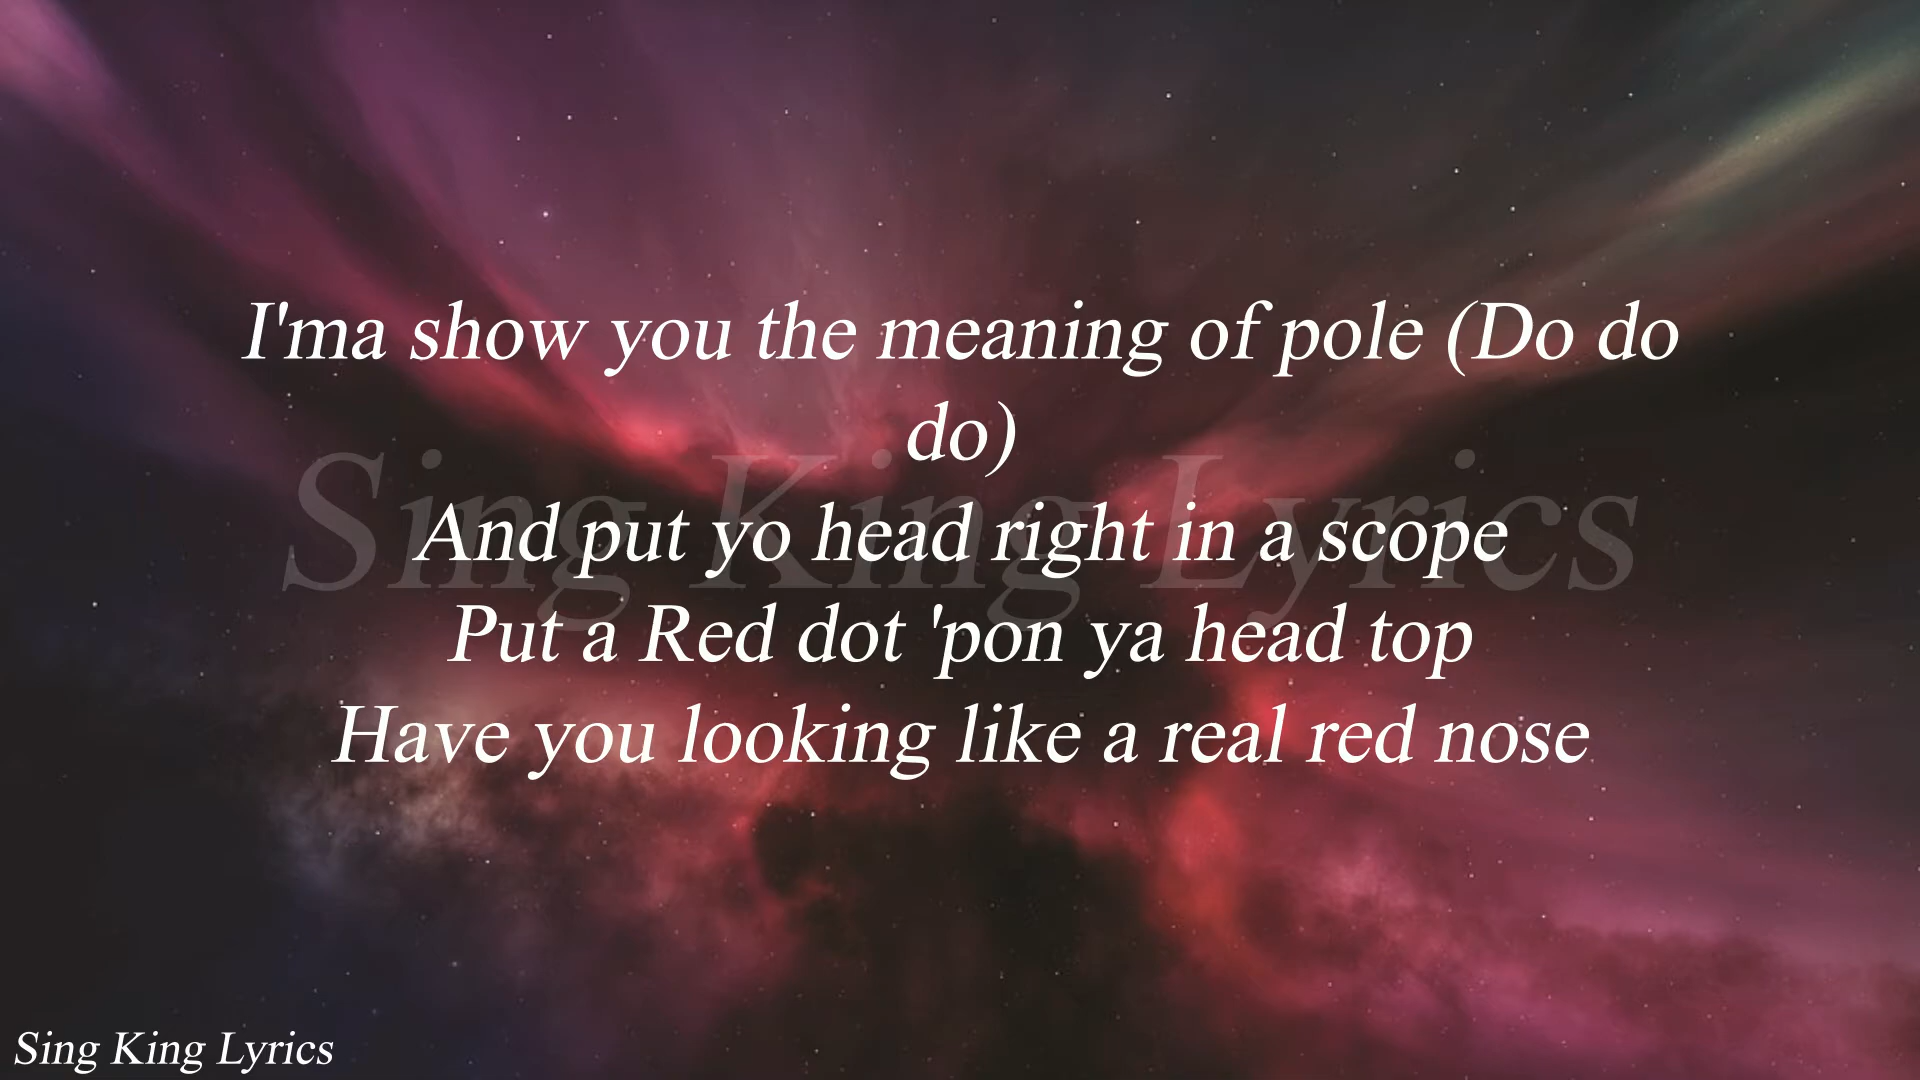 I'ma show you the meaning of pole (Do do
do)
And put yo head right in a scope
Put a Red dot 'pon ya head top
Have you looking like a real red nose
Sing King Lyrics
Sing King Lyrics